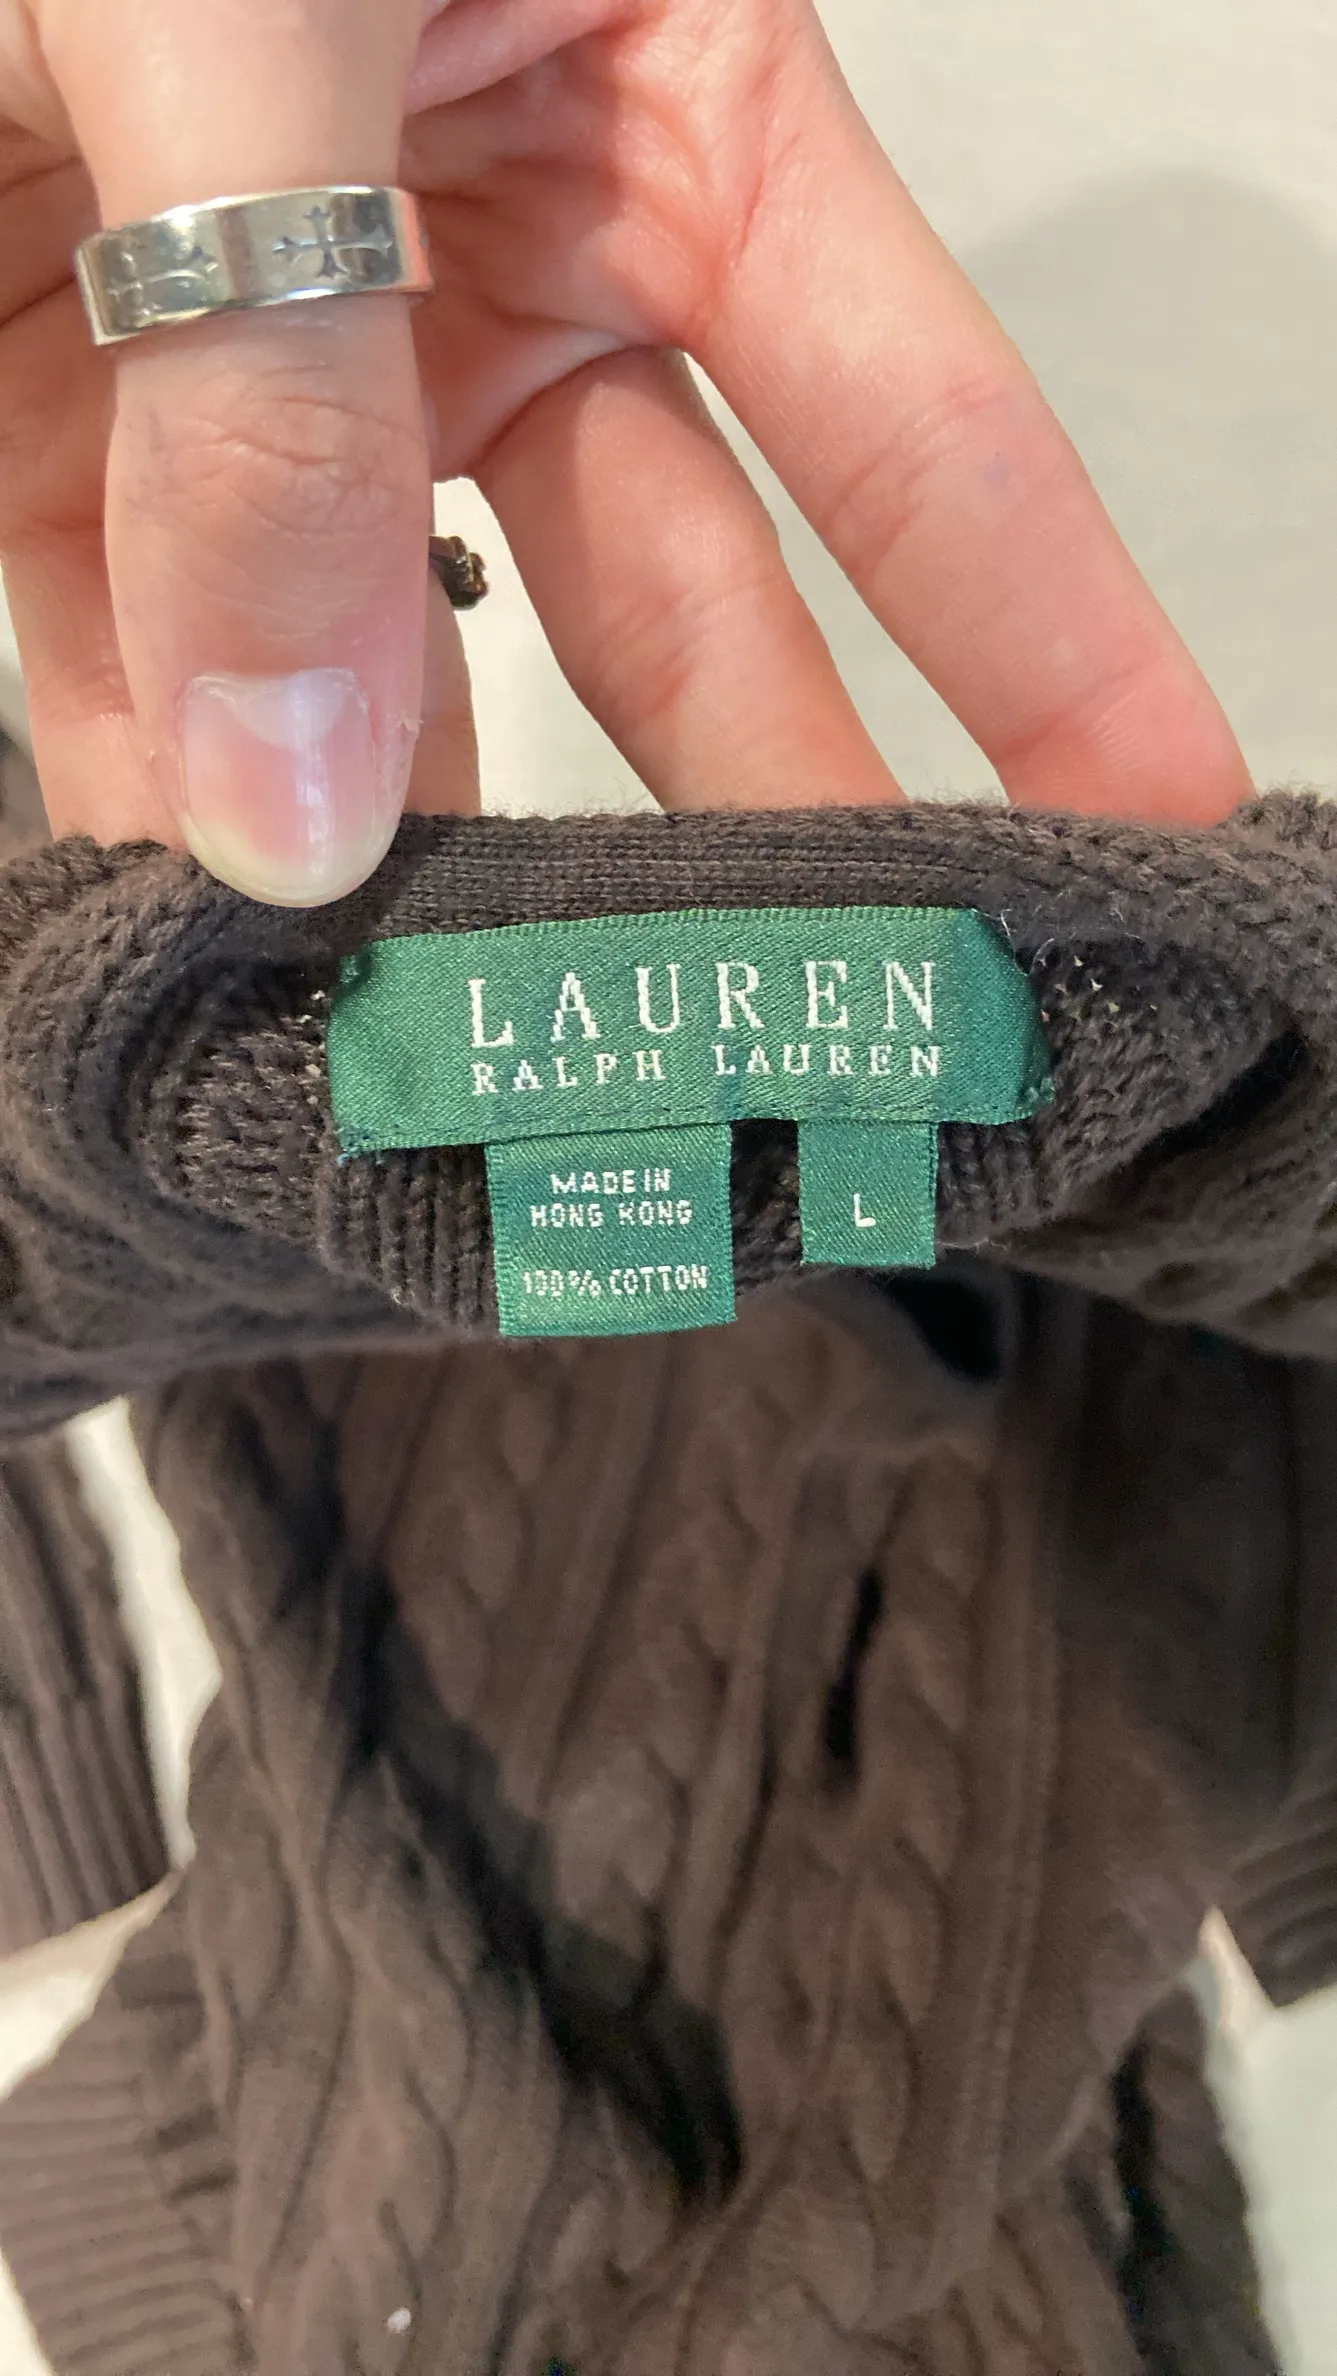 LAUREN
RALPH LAUREN
MADE IN
HONG KONG
100% COTTON
L